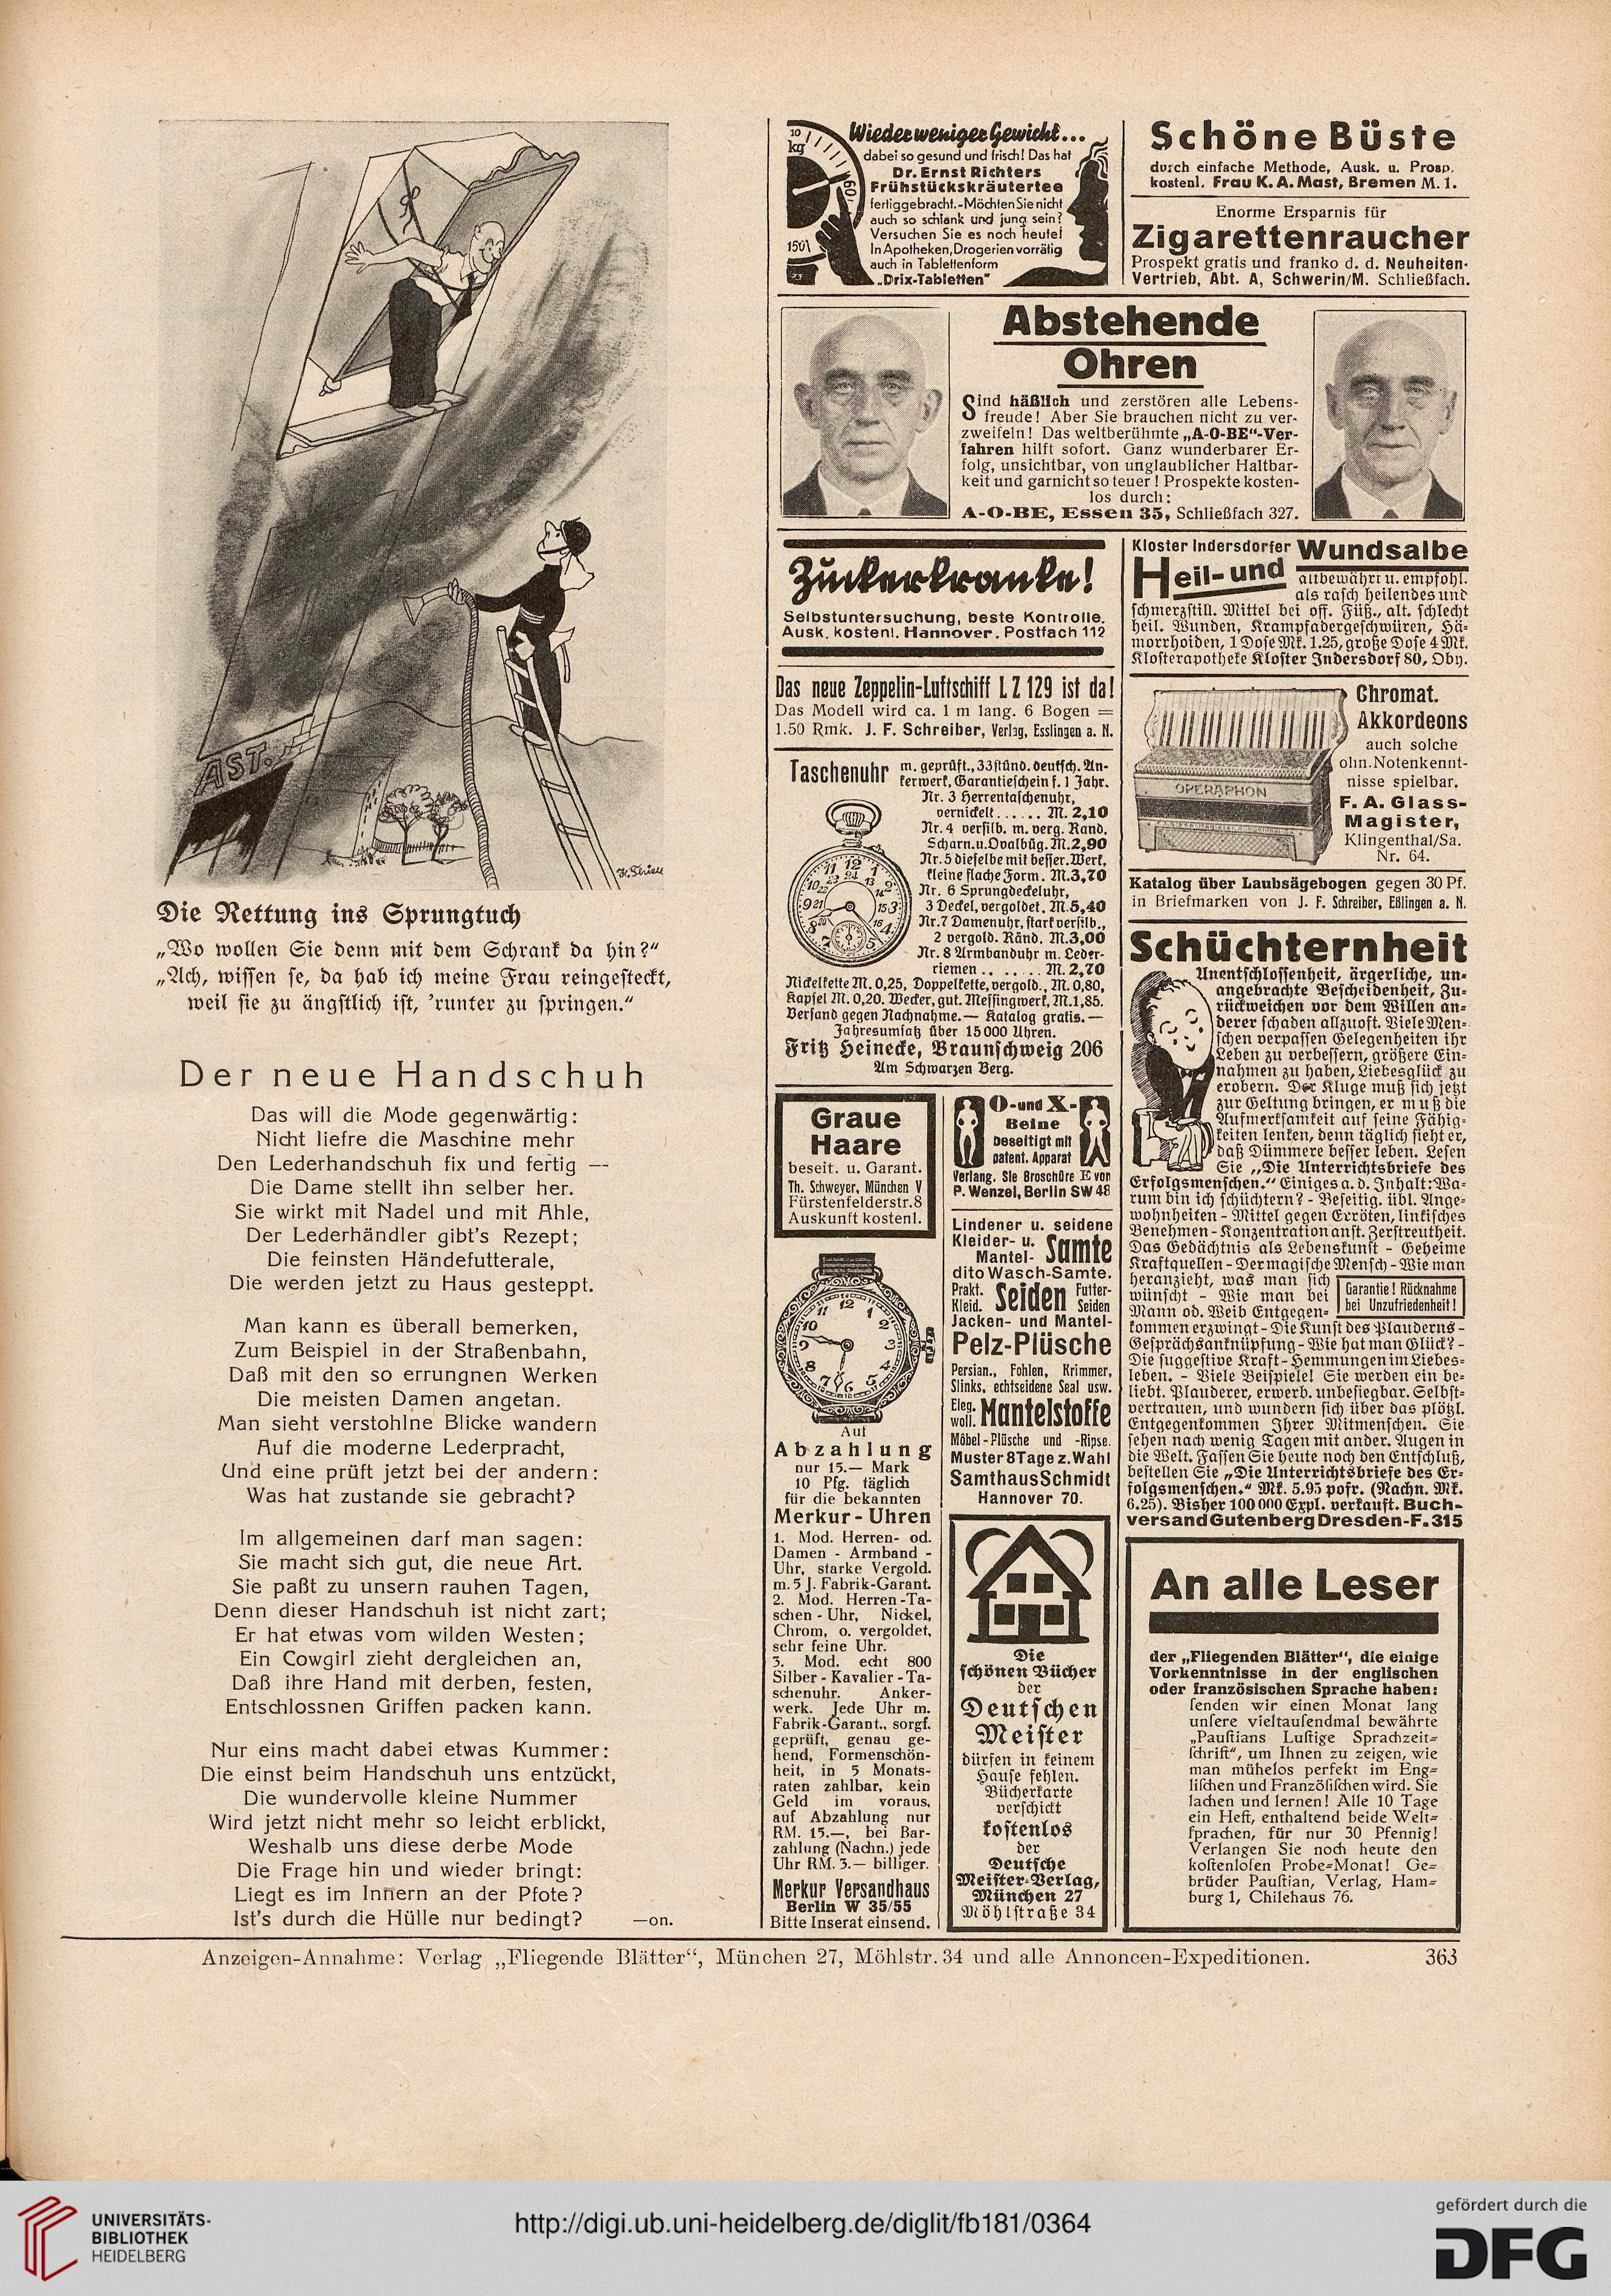 AST.
Die Rettung ins Sprungtuch
„Wo wollen Sie denn mit dem Schrank da hin?“
„Ach, wissen se, da hab ich meine Frau reingesteckt,
weil sie zu ängstlich ist, ’runter zu springen.“
Der neue Handschuh
Das will die Mode gegenwärtig:
Nicht liefre die Maschine mehr
Den Lederhandschuh fix und fertig —
Die Dame stellt ihn selber her.
Sie wirkt mit Nadel und mit Ahle,
Der Lederhändler gibt's Rezept;
Die feinsten Händefutterale,
Die werden jetzt zu Haus gesteppt.
Man kann es überall bemerken,
Zum Beispiel in der Straßenbahn,
Daß mit den so errungnen Werken
Die meisten Damen angetan.
Man sieht verstohlne Blicke wandern
Auf die moderne Lederpracht,
Und eine prüft jetzt bei der andern:
Was hat zustande sie gebracht?
Im allgemeinen darf man sagen:
Sie macht sich gut, die neue Art.
Sie paßt zu unsern rauhen Tagen,
Denn dieser Handschuh ist nicht zart;
Er hat etwas vom wilden Westen;
Ein Cowgirl zieht dergleichen an,
Daß ihre Hand mit derben, festen,
Entschlossnen Griffen packen kann.
Nur eins macht dabei etwas Kummer:
Die einst beim Handschuh uns entzückt,
Die wundervolle kleine Nummer
Wird jetzt nicht mehr so leicht erblickt,
Weshalb uns diese derbe Mode
Die Frage hin und wieder bringt:
Liegt es im Innern an der Pfote?
Ist's durch die Hülle nur bedingt? —on.
10
kg
60
150
Wieder weniger Gewicht...
dabei so gesund und frisch! Das hat
Dr. Ernst Richters
Frühstückskräutertee
fertiggebracht.-Möchten Sie nicht
auch so schlank und jung sein?
Versuchen Sie es noch heute!
In Apotheken, Drogerien vorrätig
auch in Tablettenform
„Drix-Tabletten“
Schöne Büste
durch einfache Methode, Ausk. u. Prosp.
kostenl. Frau K. A. Mast, Bremen M. 1.
Enorme Ersparnis für
Zigarettenraucher
Prospekt gratis und franko d. d. Neuheiten-
Vertrieb, Abt. A, Schwerin/M. Schließfach.
Abstehende
Ohren
Sind häßlich und zerstören alle Lebens-
freude! Aber Sie brauchen nicht zu ver-
zweifeln! Das weltberühmte „A-O-BE“-Ver-
fahren hilft sofort. Ganz wunderbarer Er-
folg, unsichtbar, von unglaublicher Haltbar-
keit und garnicht so teuer! Prospekte kosten-
los durch:
A-O-BE, Essen 35, Schließfach 327.
Zuckerkranke!
Selbstuntersuchung, beste Kontrolle.
Ausk. kostenl. Hannover, Postfach 112
Das neue Zeppelin-Luftschiff LZ 129 ist da!
Das Modell wird ca. 1 m lang. 6 Bogen =
1.50 Rmk. J. F. Schreiber, Verlag, Esslingen a. N.
Taschenuhr m. geprüft., 33stünd. deutsch. An-
kerwerk, Garantieschein f. 1 Jahr.
Nr. 3 Herrentaschenuhr,
vernickelt...... M. 2,10
Nr. 4 versilb. m. verg. Rand,
Scharn. u. Ovalbüg. M. 2,90
Nr. 5 dieselbe mit besser. Werk,
kleine flache Form. M. 3,70
Nr. 6 Sprungdeckeluhr,
3 Deckel, vergoldet. M. 5,40
Nr. 7 Damenuhr, stark versilb.,
2 vergold. Ränd. M. 3,00
Nr. 8 Armbanduhr m. Leder-
riemen........ M. 2,70
Nickelkette M. 0,25, Doppelkette, vergold., M. 0,80,
Kapsel M. 0,20. Wecker, gut. Messingwerk, M. 1,85.
Versand gegen Nachnahme.— Katalog gratis.—
Jahresumsatz über 15000 Uhren.
Fritz Heinecke, Braunschweig 206
Am Schwarzen Berg.
Graue
Haare
beseit. u. Garant.
Th. Schweyer, München V
Fürstenfelderstr. 8
Auskunft kostenl.
Auf
Abzahlung
nur 15.— Mark
10 Pfg. täglich
für die bekannten
Merkur-Uhren
1. Mod. Herren- od.
Damen - Armband -
Uhr, starke Vergold.
m. 5 J. Fabrik-Garant.
2. Mod. Herren-Ta-
schen-Uhr, Nickel,
Chrom, o. vergoldet,
sehr feine Uhr.
3. Mod. echt 800
Silber-Kavalier-Ta-
schenuhr. Anker-
werk. Jede Uhr m.
Fabrik-Garant., sorgf.
geprüft, genau ge-
hend, Formenschön-
heit, in 5 Monats-
raten zahlbar, kein
Geld im voraus,
auf Abzahlung nur
RM. 15.—, bei Bar-
zahlung (Nachn.) jede
Uhr RM. 3.— billiger.
Merkur Versandhaus
Berlin W 35/55
Bitte Inserat einsend.
O- und X-
Beine
beseitigt mit
patent. Apparat
Verlang. Sie Broschüre E von
P. Wenzel, Berlin SW 48
Lindener u. seidene
Kleider- u.
Mantel- Samte
dito Wasch-Samte.
Prakt.
Kleid. Seiden Futter-
Seiden
Jacken- und Mantel-
Pelz-Plüsche
Persian., Fohlen, Krimmer,
Slinks, echtseidene Seal usw.
Eleg.
woll. Mantelstoffe
Möbel-Plüsche und -Ripse.
Muster 8 Tage z. Wahl
Samthaus Schmidt
Hannover 70.
Die
schönen Bücher
der
Deutschen
Meister
dürfen in keinem
Hause fehlen.
Bücherkarte
verschickt
kostenlos
der
Deutsche
Meister-Verlag,
München 27
Möhlstraße 34
Kloster Indersdorfer Wundsalbe
Heil- und altbewährt u. empfohl.
als rasch heilendes und
schmerzstill. Mittel bei off. Füß., alt. schlecht
heil. Wunden, Krampfadergeschwüren, Hä-
morrhoiden, 1 Dose Mk. 1.25, große Dose 4 Mk.
Klosterapotheke Kloster Indersdorf 80, Oby.
OPERAPHON
Chromat.
Akkordeons
auch solche
ohn. Notenkennt-
nisse spielbar.
F. A. Glass-
Magister,
Klingenthal/Sa.
Nr. 64.
Katalog über Laubsägebogen gegen 30 Pf.
in Briefmarken von J. F. Schreiber, Eßlingen a. N.
Schüchternheit
Unentschlossenheit, ärgerliche, un-
angebrachte Bescheidenheit, Zu-
rückweichen vor dem Willen an-
derer schaden allzuoft. Viele Men-
schen verpassen Gelegenheiten ihr
Leben zu verbessern, größere Ein-
nahmen zu haben, Liebesglück zu
erobern. Der Kluge muß sich jetzt
zur Geltung bringen, er muß die
Aufmerksamkeit auf seine Fähig-
keiten lenken, denn täglich sieht er,
daß Dümmere besser leben. Lesen
Sie „Die Unterrichtsbriefe des
Erfolgsmenschen.“ Einiges a. d. Inhalt: Wa-
rum bin ich schüchtern? - Beseitig. übl. Ange-
wohnheiten - Mittel gegen Erröten, linkisches
Benehmen - Konzentration anst. Zerstreutheit.
Das Gedächtnis als Lebenskunst - Geheime
Kraftquellen - Der magische Mensch - Wie man
heranzieht, was man sich
wünscht - Wie man bei
Mann od. Weib Entgegen-
Garantie! Rücknahme
bei Unzufriedenheit!
kommen erzwingt - Die Kunst des Plauderns -
Gesprächsanknüpfung - Wie hat man Glück? -
Die suggestive Kraft - Hemmungen im Liebes-
leben. - Viele Beispiele! Sie werden ein be-
liebt. Plauderer, erwerb. unbesiegbar. Selbst-
vertrauen, und wundern sich über das plötzl.
Entgegenkommen Ihrer Mitmenschen. Sie
sehen nach wenig Tagen mit ander. Augen in
die Welt. Fassen Sie heute noch den Entschluß,
bestellen Sie „Die Unterrichtsbriefe des Er-
folgsmenschen.“ Mk. 5.95 pofr. (Nachn. Mk.
6.25). Bisher 100 000 Expl. verkauft. Buch-
versand Gutenberg Dresden-F. 315
An alle Leser
der „Fliegenden Blätter“, die einige
Vorkenntnisse in der englischen
oder französischen Sprache haben:
senden wir einen Monat lang
unsere vieltausendmal bewährte
„Paustians Lustige Sprachzeit-
schrift“, um Ihnen zu zeigen, wie
man mühelos perfekt im Eng-
lischen und Französischen wird. Sie
lachen und lernen! Alle 10 Tage
ein Heft, enthaltend beide Welt-
sprachen, für nur 30 Pfennig!
Verlangen Sie noch heute den
kostenlosen Probe-Monat! Ge-
brüder Paustian, Verlag, Ham-
burg 1, Chilehaus 76.
Anzeigen-Annahme: Verlag „Fliegende Blätter“, München 27, Möhlstr. 34 und alle Annoncen-Expeditionen. 363
UNIVERSITÄTS-
BIBLIOTHEK
HEIDELBERG
http://digi.ub.uni-heidelberg.de/diglit/fb181/0364
gefördert durch die
DFG